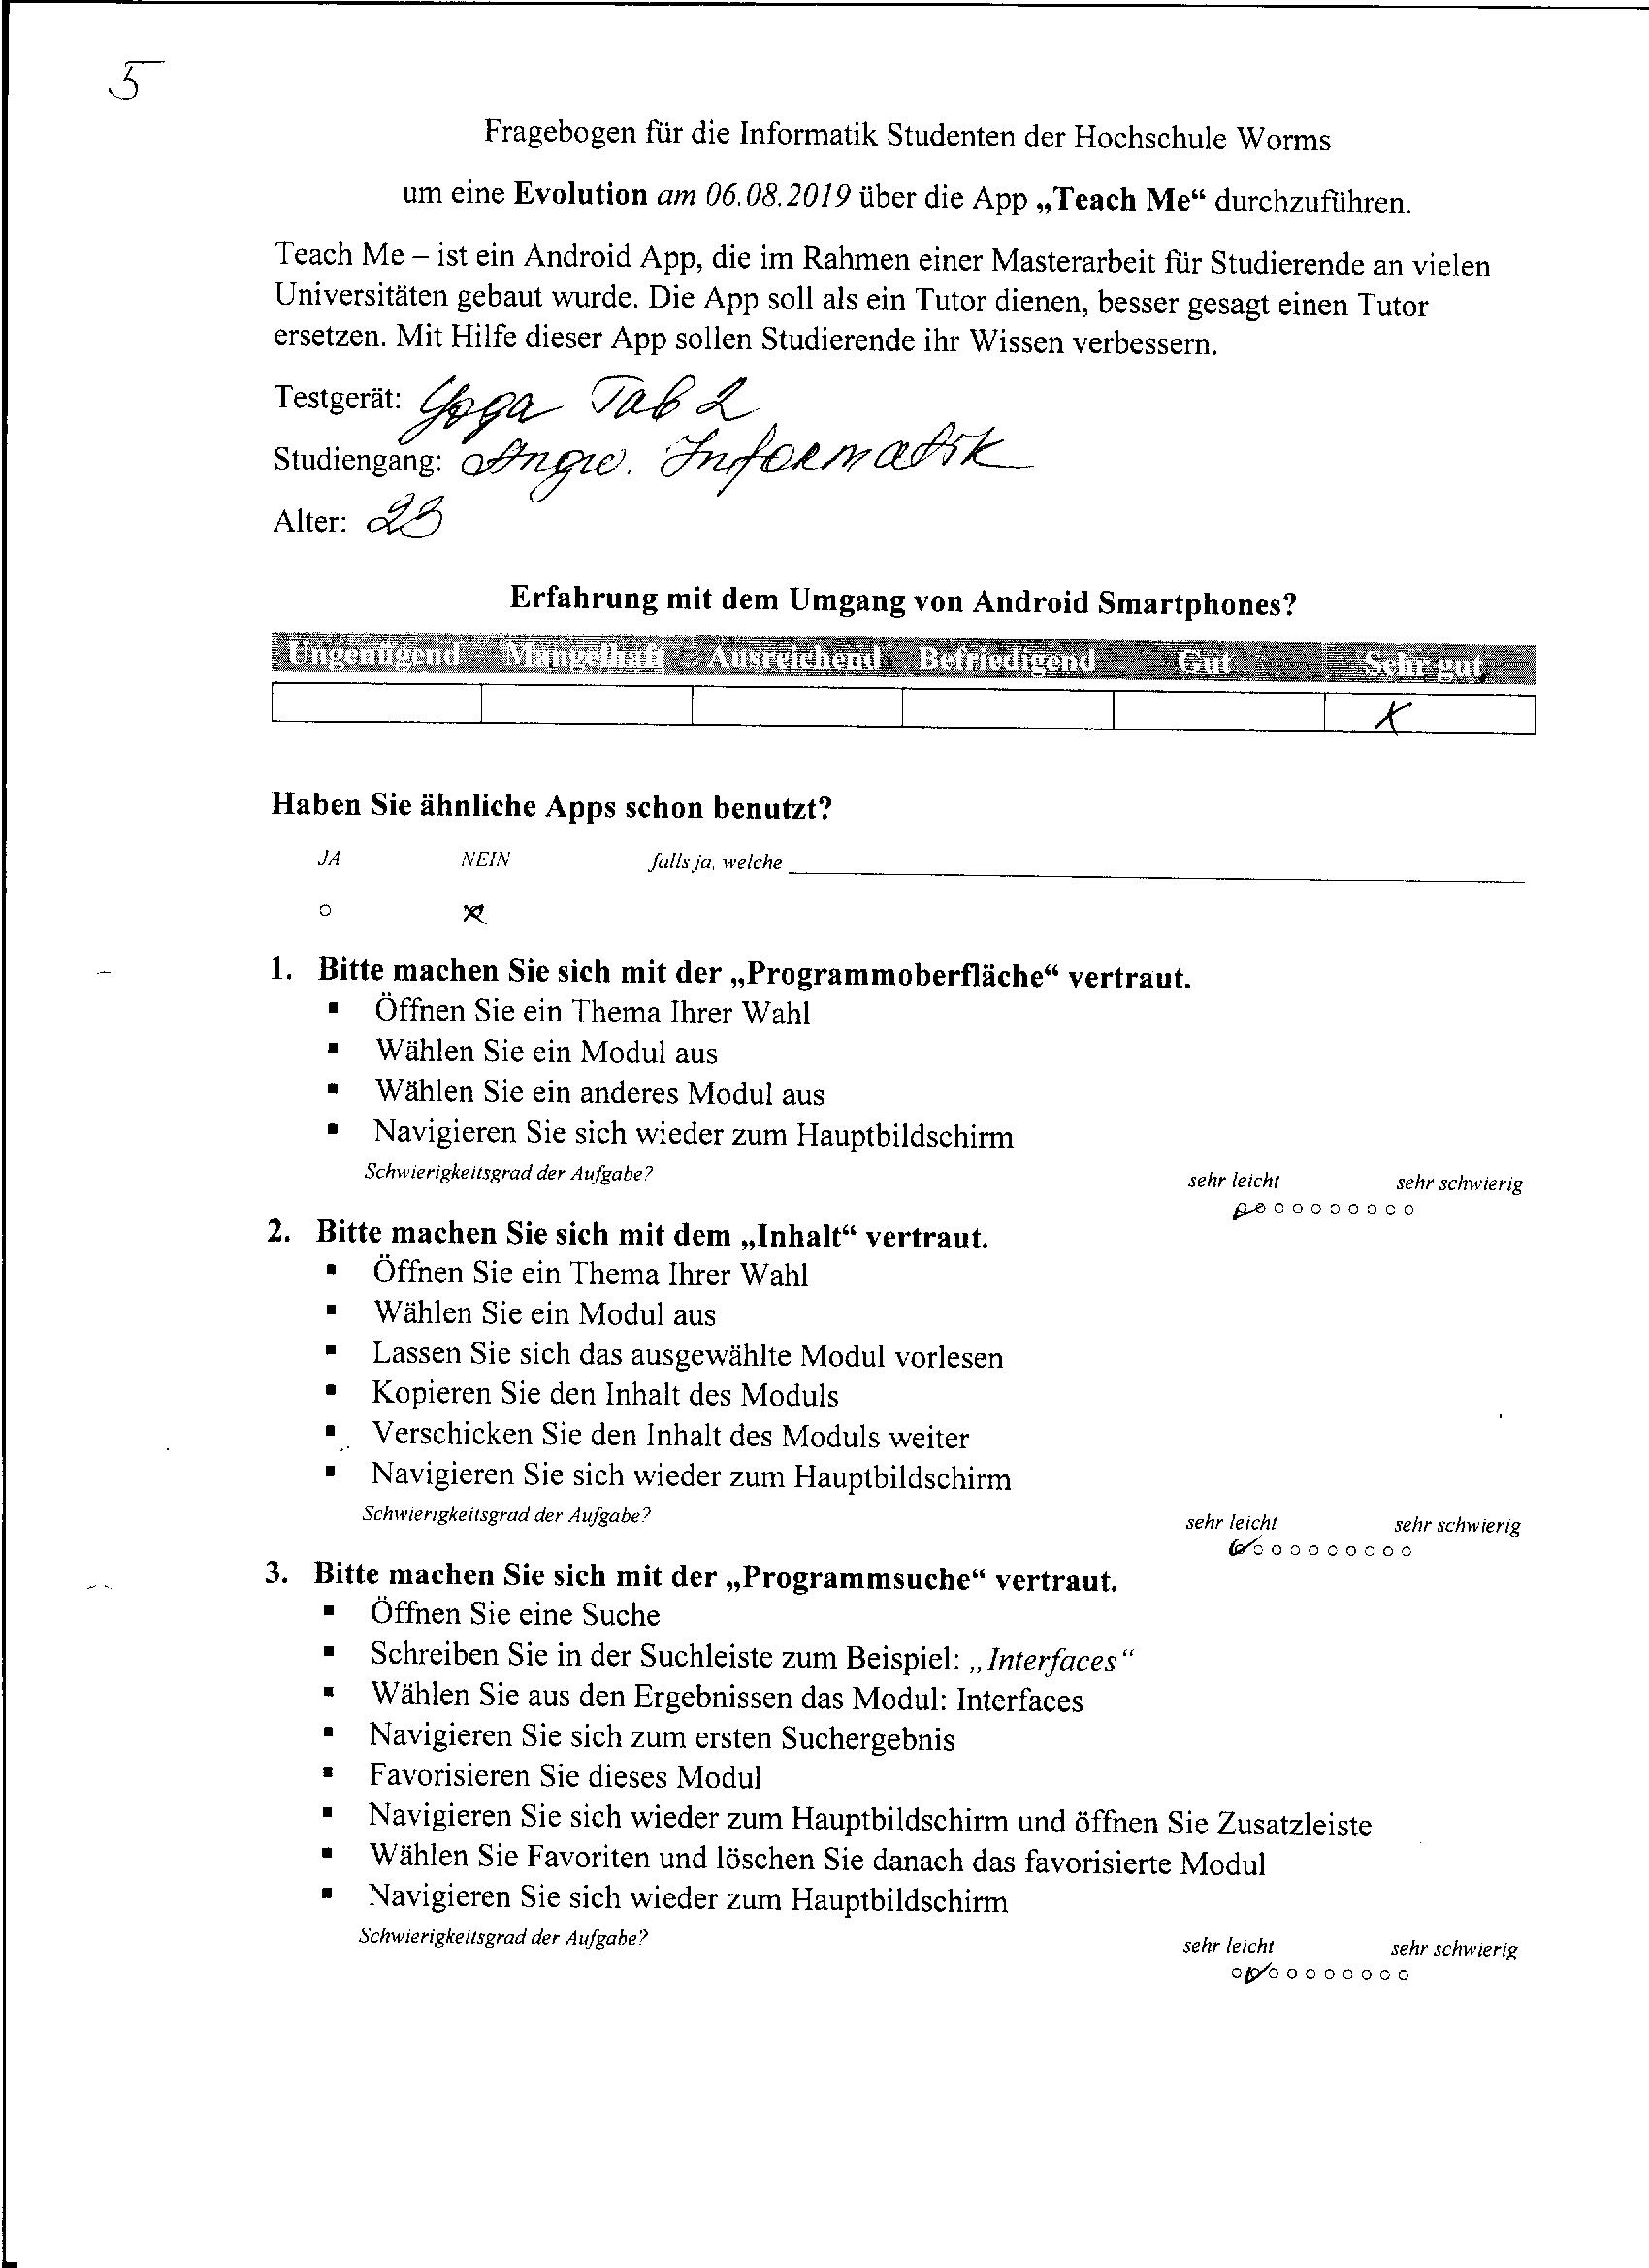 5
Fragebogen für die Informatik Studenten der Hochschule Worms
um eine Evolution am 06.08.2019 über die App „Teach Me“ durchzuführen.
Teach Me – ist ein Android App, die im Rahmen einer Masterarbeit für Studierende an vielen
Universitäten gebaut wurde. Die App soll als ein Tutor dienen, besser gesagt einen Tutor
ersetzen. Mit Hilfe dieser App sollen Studierende ihr Wissen verbessern.
Testgerät: Yoga Tab 2
Studiengang: Angw. Informatik
Alter: 23
Erfahrung mit dem Umgang von Android Smartphones?
Ungenügend Mangelhaft Ausreichend Befriedigend Gut Sehr gut
X
Haben Sie ähnliche Apps schon benutzt?
JA NEIN falls ja, welche
○ X
1. Bitte machen Sie sich mit der „Programmoberfläche“ vertraut.
▪ Öffnen Sie ein Thema Ihrer Wahl
▪ Wählen Sie ein Modul aus
▪ Wählen Sie ein anderes Modul aus
▪ Navigieren Sie sich wieder zum Hauptbildschirm
Schwierigkeitsgrad der Aufgabe? sehr leicht sehr schwierig
2. Bitte machen Sie sich mit dem „Inhalt“ vertraut.
▪ Öffnen Sie ein Thema Ihrer Wahl
▪ Wählen Sie ein Modul aus
▪ Lassen Sie sich das ausgewählte Modul vorlesen
▪ Kopieren Sie den Inhalt des Moduls
▪ Verschicken Sie den Inhalt des Moduls weiter
▪ Navigieren Sie sich wieder zum Hauptbildschirm
Schwierigkeitsgrad der Aufgabe? sehr leicht sehr schwierig
3. Bitte machen Sie sich mit der „Programmsuche“ vertraut.
▪ Öffnen Sie eine Suche
▪ Schreiben Sie in der Suchleiste zum Beispiel: „Interfaces“
▪ Wählen Sie aus den Ergebnissen das Modul: Interfaces
▪ Navigieren Sie sich zum ersten Suchergebnis
▪ Favorisieren Sie dieses Modul
▪ Navigieren Sie sich wieder zum Hauptbildschirm und öffnen Sie Zusatzleiste
▪ Wählen Sie Favoriten und löschen Sie danach das favorisierte Modul
▪ Navigieren Sie sich wieder zum Hauptbildschirm
Schwierigkeitsgrad der Aufgabe? sehr leicht sehr schwierig